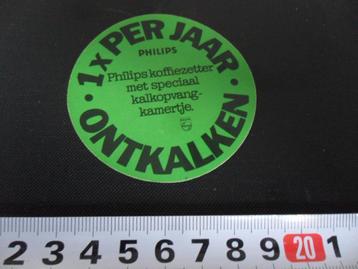 1x PER JAAR
PHILIPS
Philips koffiezetter
met speciaal
kalkopvang-
kamertje.
ONTKALKEN
2 3 4 5 6 7 8 9 20 1